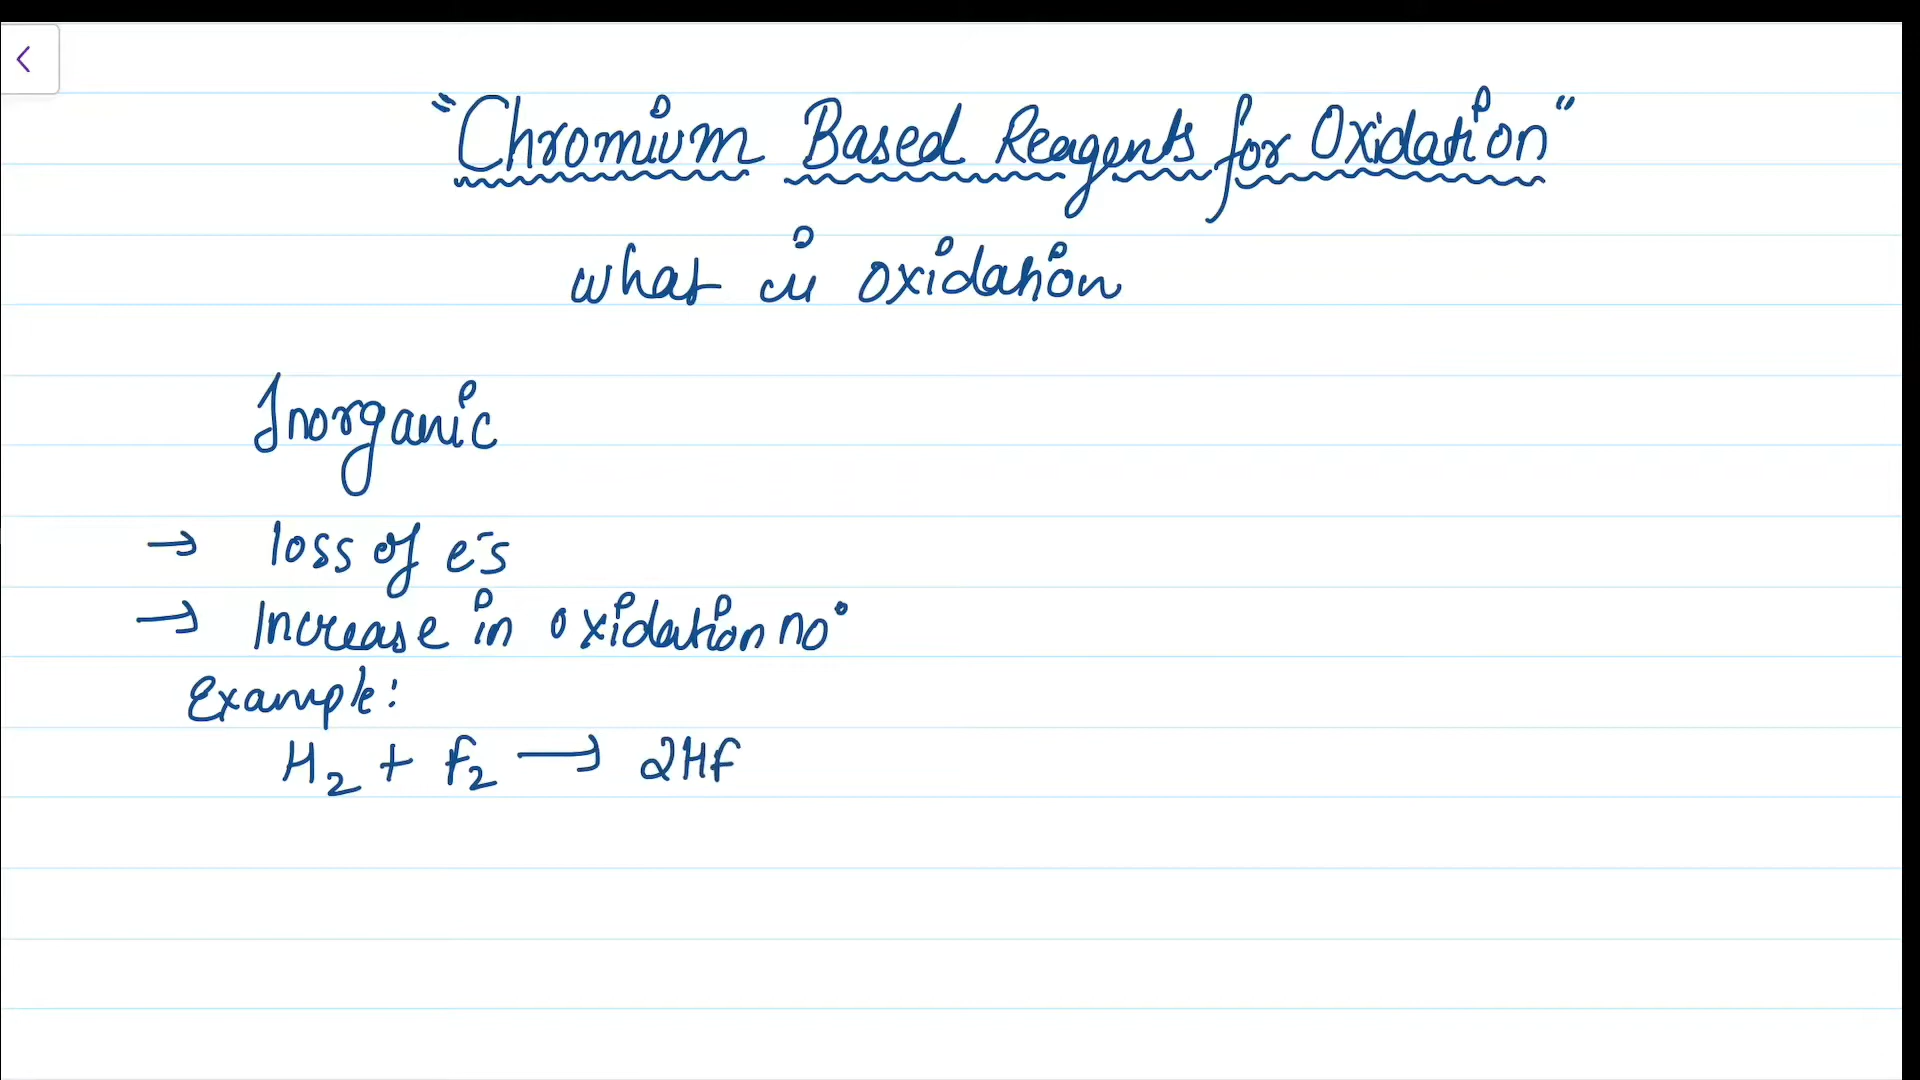 "Chromium Based Reagents for Oxidation"
what is oxidation
Inorganic
→ loss of e⁻s
→ Increase in oxidation no.
Example:
H₂ + F₂ → 2HF